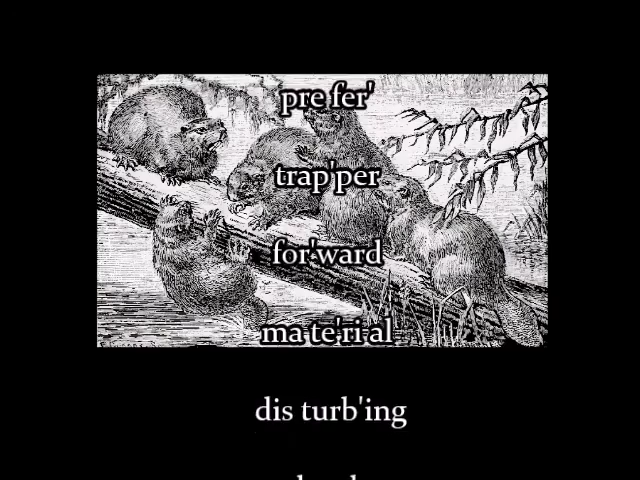 pre fer'
trap'per
for'ward
ma te'ri al
dis turb'ing